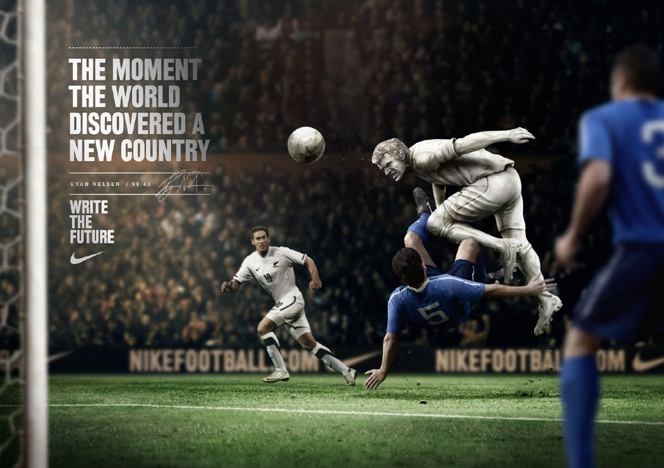 THE MOMENT
THE WORLD
DISCOVERED A
NEW COUNTRY
RYAN NELSEN / 90:43
WRITE
THE
FUTURE
10
5
3
NIKEFOOTBALL.COM
NIKEFOOTBALL.COM